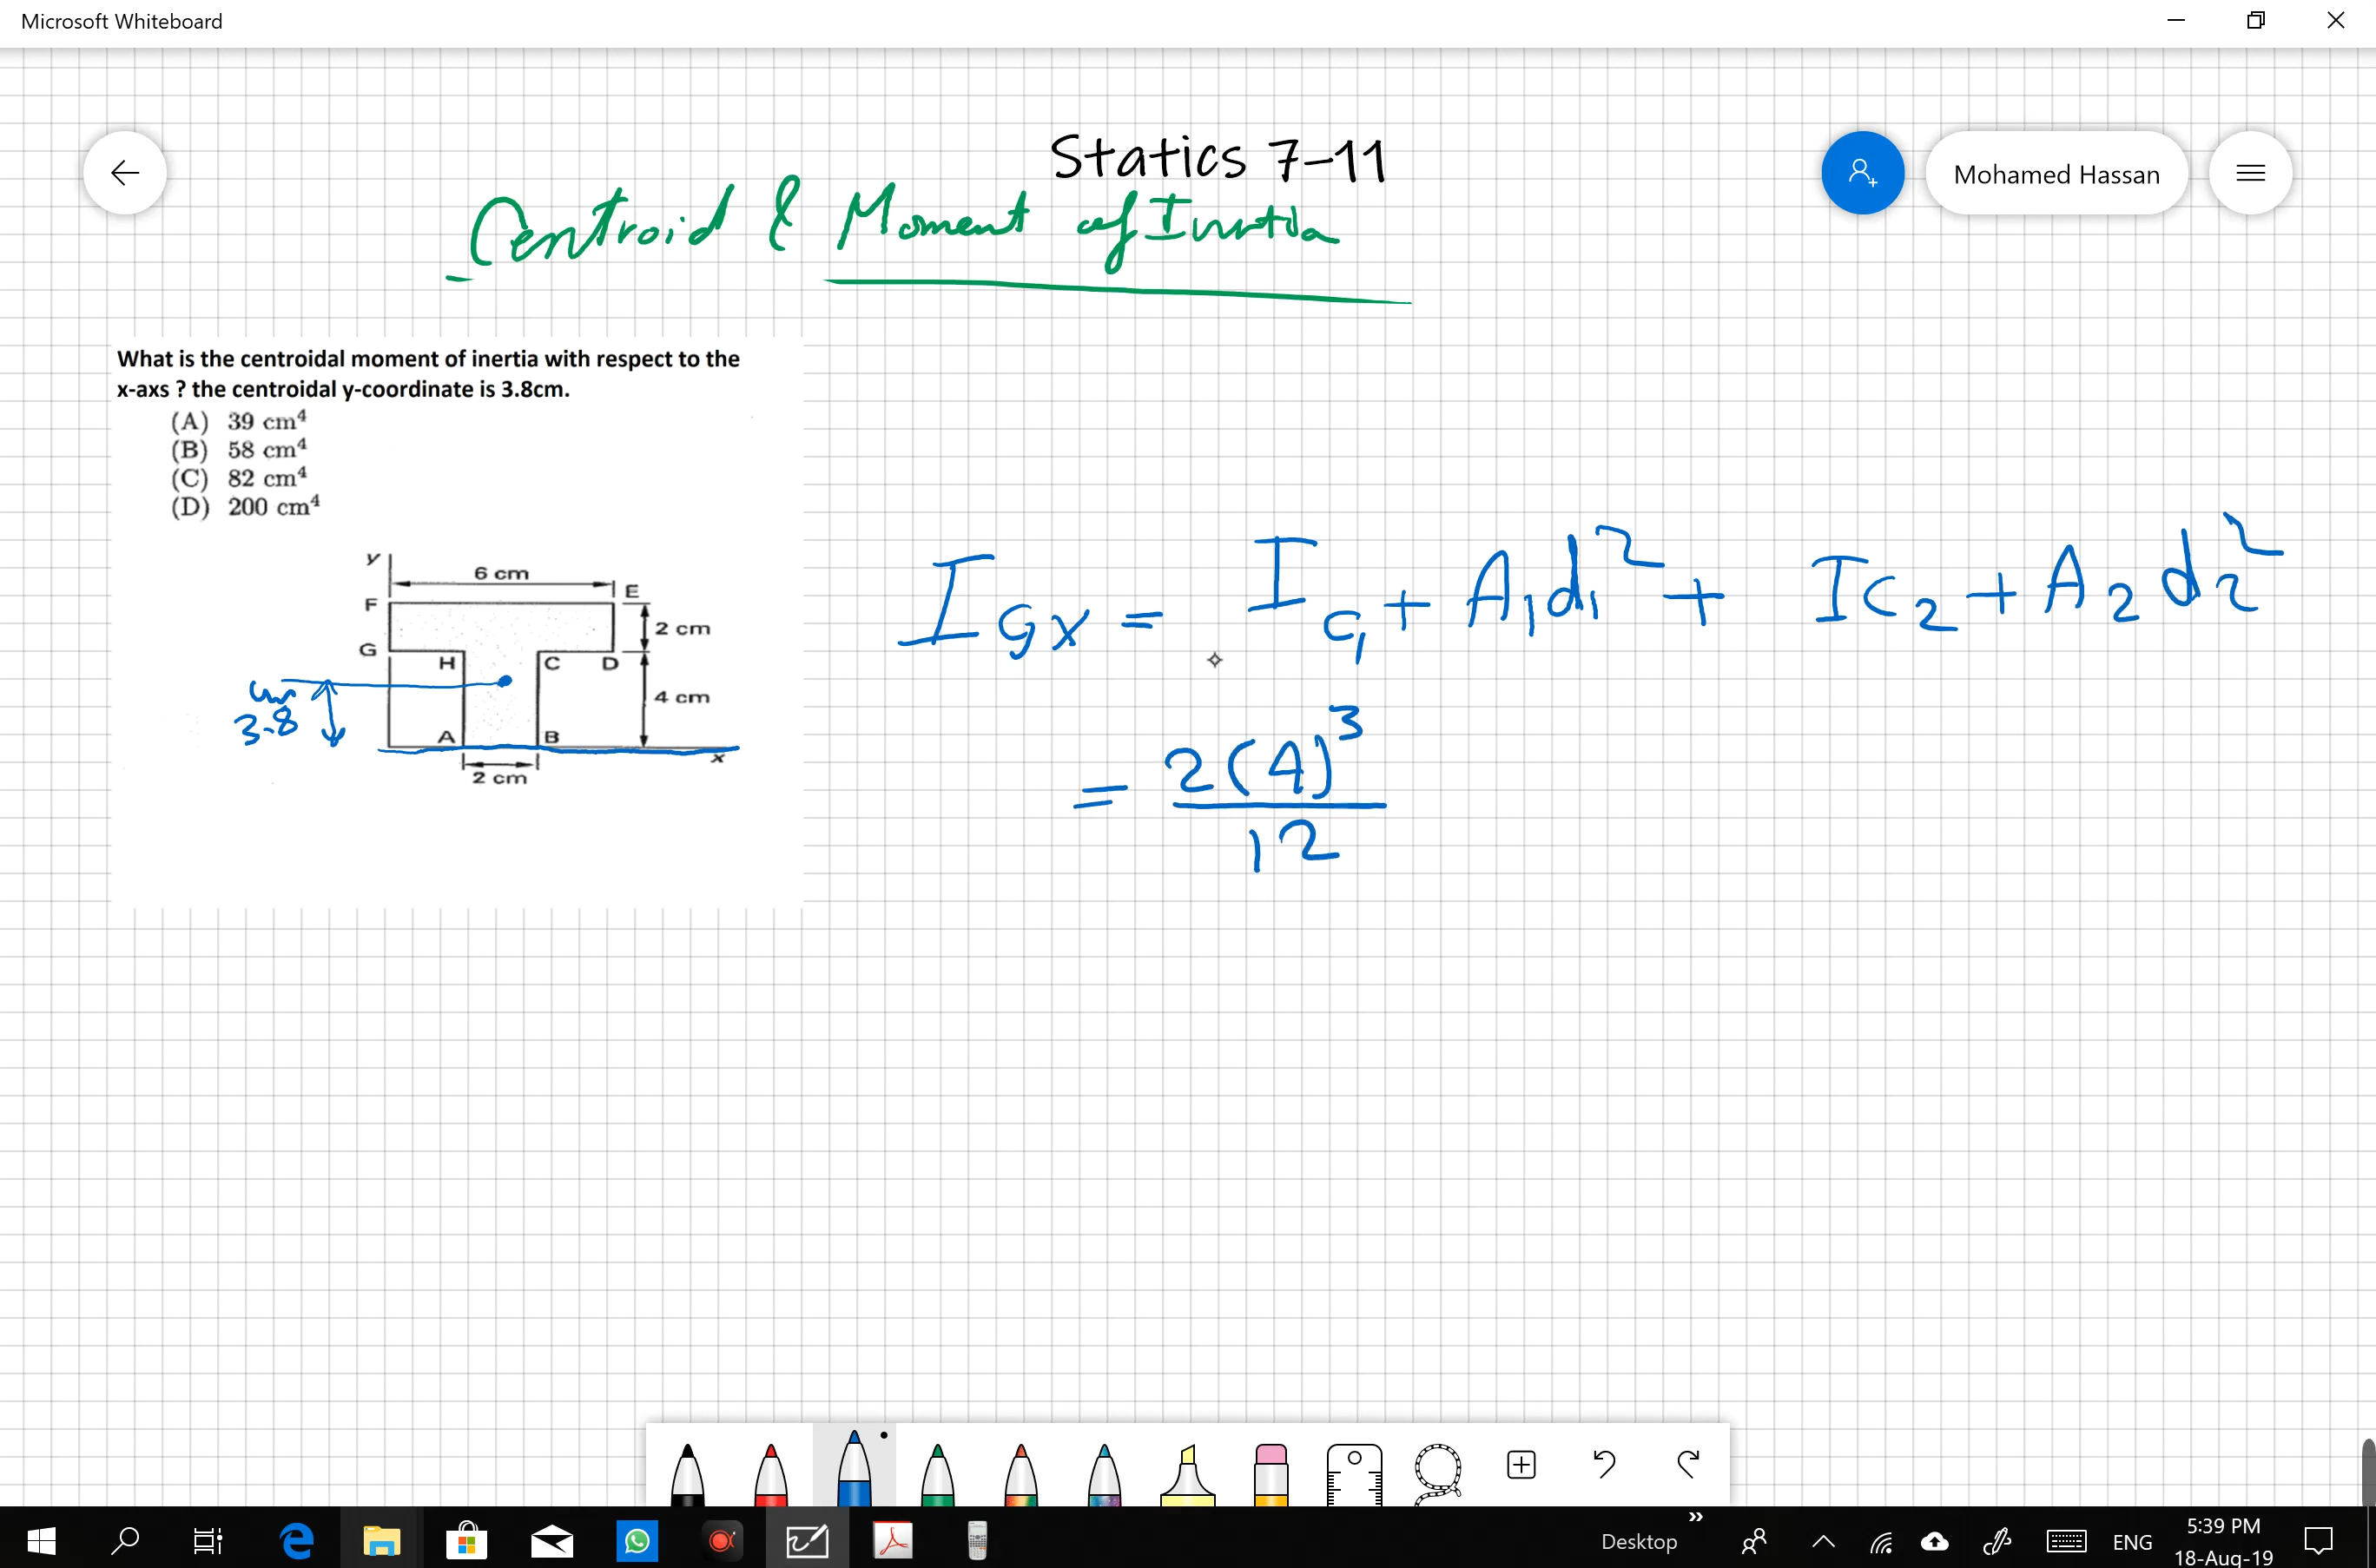 Microsoft Whiteboard
Statics 7-11
Mohamed Hassan
Centroid & Moment of Inertia
What is the centroidal moment of inertia with respect to the
x-axs ? the centroidal y-coordinate is 3.8cm.
(A) 39 cm⁴
(B) 58 cm⁴
(C) 82 cm⁴
(D) 200 cm⁴
y
6 cm
E
F
2 cm
G
H
C
D
4 cm
3.8
A
B
x
2 cm
I_Gx = I_c1 + A1d1² + Ic2 + A2d2²
= 2(4)³
12
Desktop
»
ENG
5:39 PM
18-Aug-19